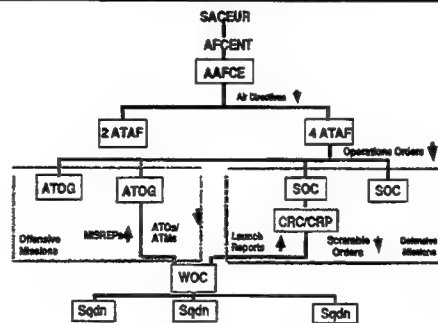 SACEUR
AFCENT
AAFCE
Air Directives
2 ATAF
4 ATAF
Operations Orders
ATOG
ATOG
SOC
SOC
CRC/CRP
MISREPs
ATOs/
ATMs
Launch
Reports
Scramble
Orders
Offensive
Missions
Defensive
Missions
WOC
Sqdn
Sqdn
Sqdn